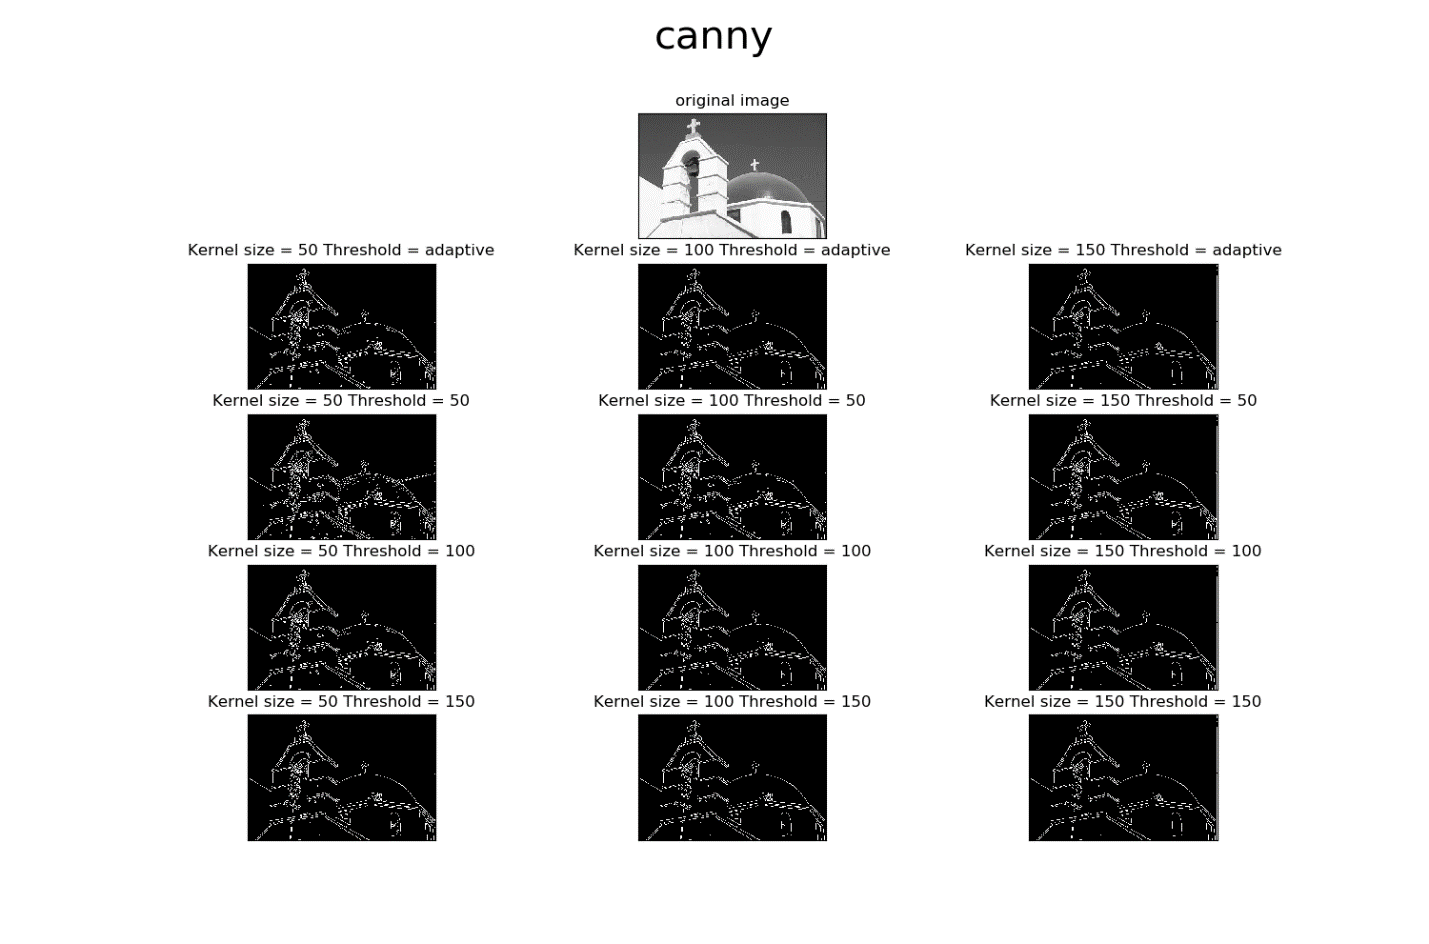 canny
original image
Kernel size = 50 Threshold = adaptive
Kernel size = 100 Threshold = adaptive
Kernel size = 150 Threshold = adaptive
Kernel size = 50 Threshold = 50
Kernel size = 100 Threshold = 50
Kernel size = 150 Threshold = 50
Kernel size = 50 Threshold = 100
Kernel size = 100 Threshold = 100
Kernel size = 150 Threshold = 100
Kernel size = 50 Threshold = 150
Kernel size = 100 Threshold = 150
Kernel size = 150 Threshold = 150